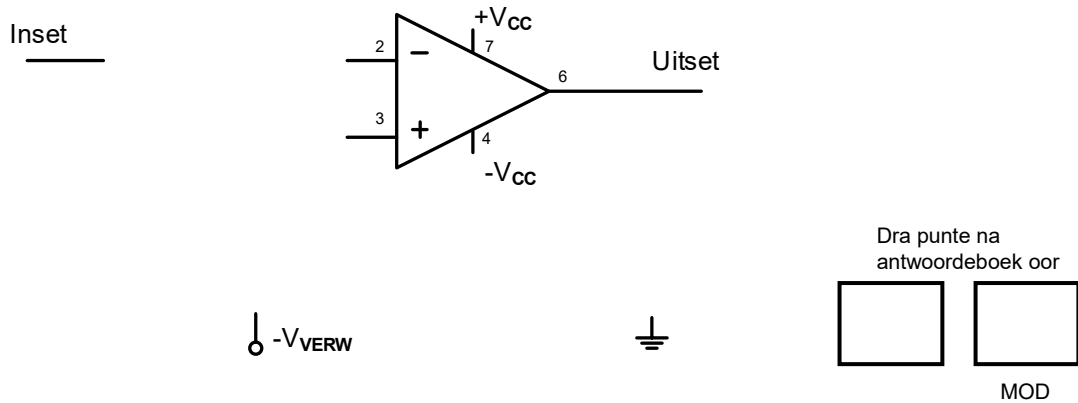 Inset
+VCC
2
7
−
Uitset
6
3
+
4
-VCC
Dra punte na
antwoordeboek oor
-VVERW
MOD